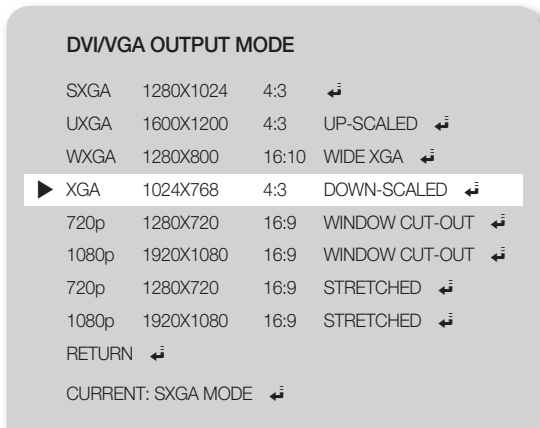 DVI/VGA OUTPUT MODE
SXGA 1280X1024 4:3 ↲
UXGA 1600X1200 4:3 UP-SCALED ↲
WXGA 1280X800 16:10 WIDE XGA ↲
▶ XGA 1024X768 4:3 DOWN-SCALED ↲
720p 1280X720 16:9 WINDOW CUT-OUT ↲
1080p 1920X1080 16:9 WINDOW CUT-OUT ↲
720p 1280X720 16:9 STRETCHED ↲
1080p 1920X1080 16:9 STRETCHED ↲
RETURN ↲
CURRENT: SXGA MODE ↲